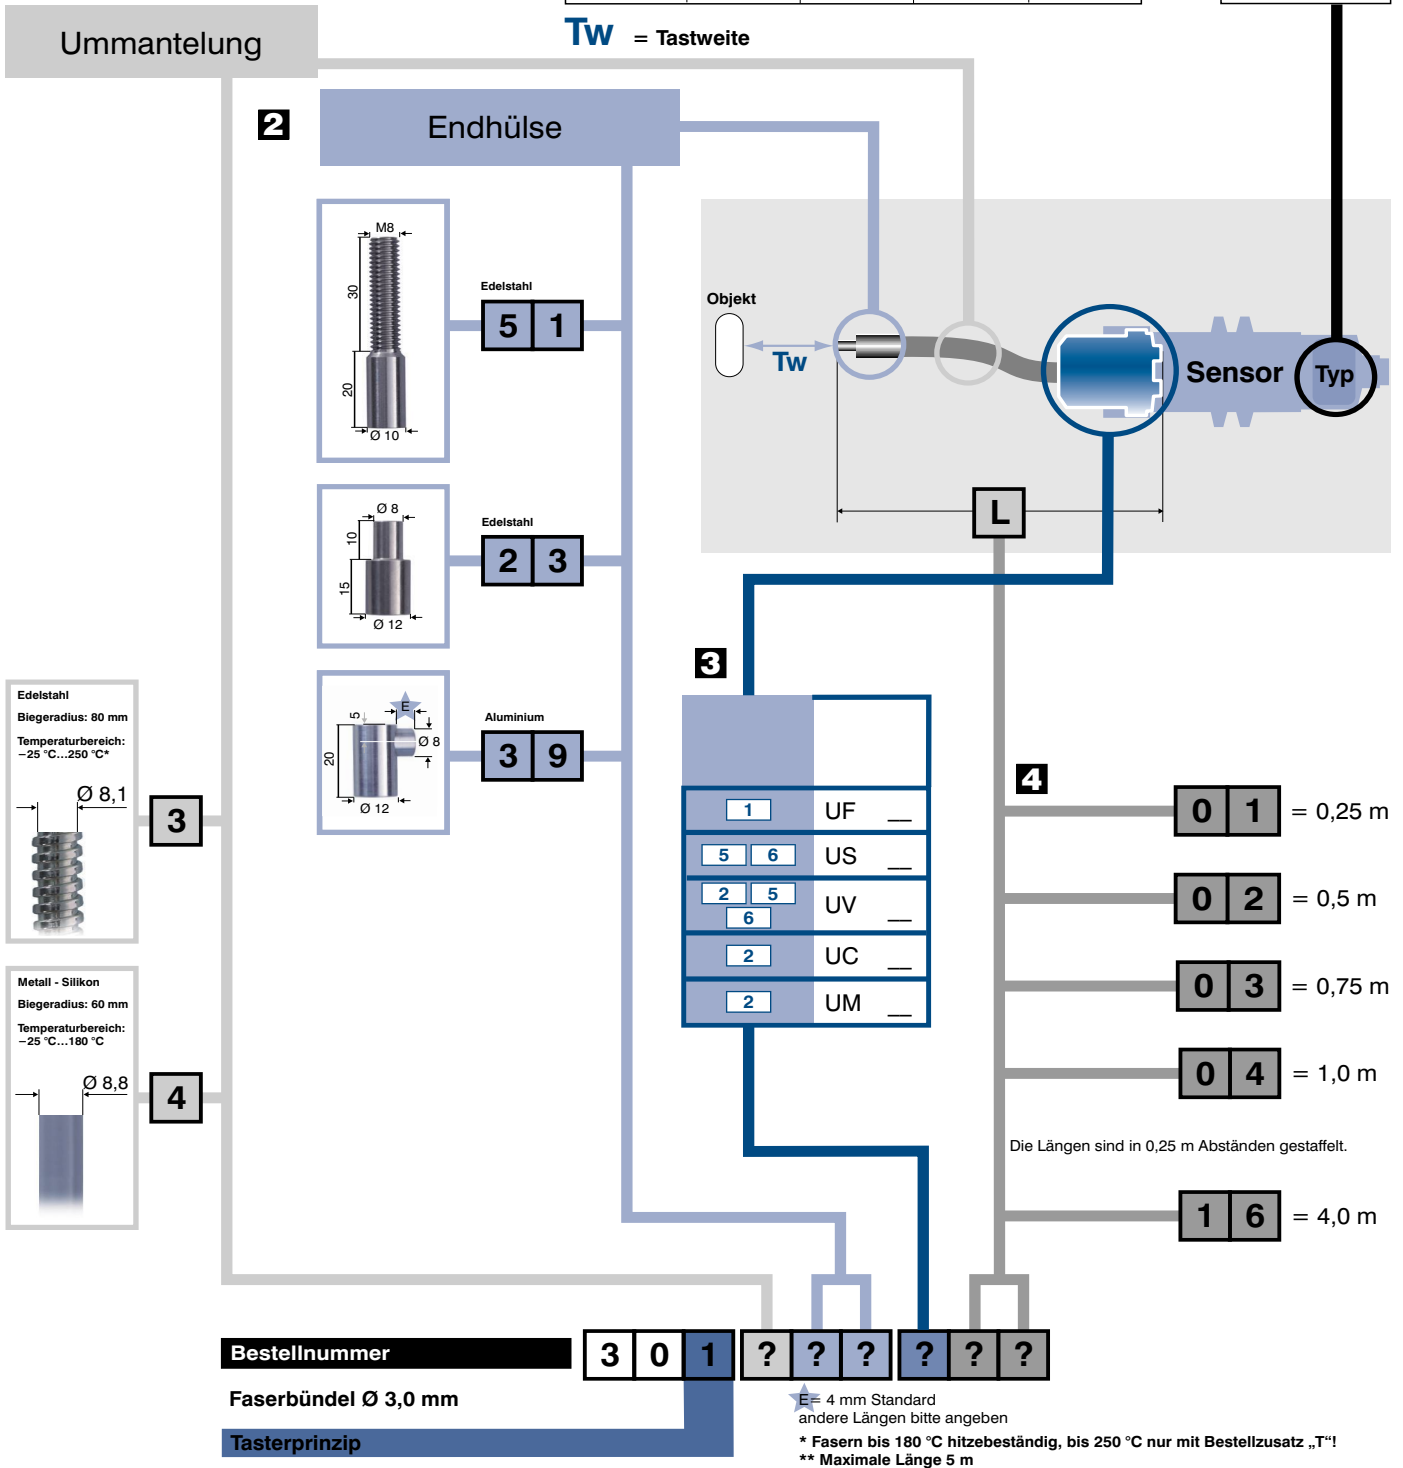 Ummantelung
Tw = Tastweite
2
Endhülse
M8
30
20
Ø 10
Edelstahl
5 1
Objekt
Tw
Sensor
Typ
L
Ø 8
10
15
Ø 12
Edelstahl
2 3
3
E
5
20
Ø 8
Ø 12
Aluminium
3 9
Edelstahl
Biegeradius: 80 mm
Temperaturbereich:
–25 °C...250 °C*
Ø 8,1
3
1 UF __
5 6 US __
2 5
6 UV __
2 UC __
2 UM __
4
0 1 = 0,25 m
0 2 = 0,5 m
0 3 = 0,75 m
0 4 = 1,0 m
Die Längen sind in 0,25 m Abständen gestaffelt.
1 6 = 4,0 m
Metall - Silikon
Biegeradius: 60 mm
Temperaturbereich:
–25 °C...180 °C
Ø 8,8
4
Bestellnummer 3 0 1 ? ? ? ? ? ?
Faserbündel Ø 3,0 mm
Tasterprinzip
E= 4 mm Standard
andere Längen bitte angeben
* Fasern bis 180 °C hitzebeständig, bis 250 °C nur mit Bestellzusatz „T“!
** Maximale Länge 5 m